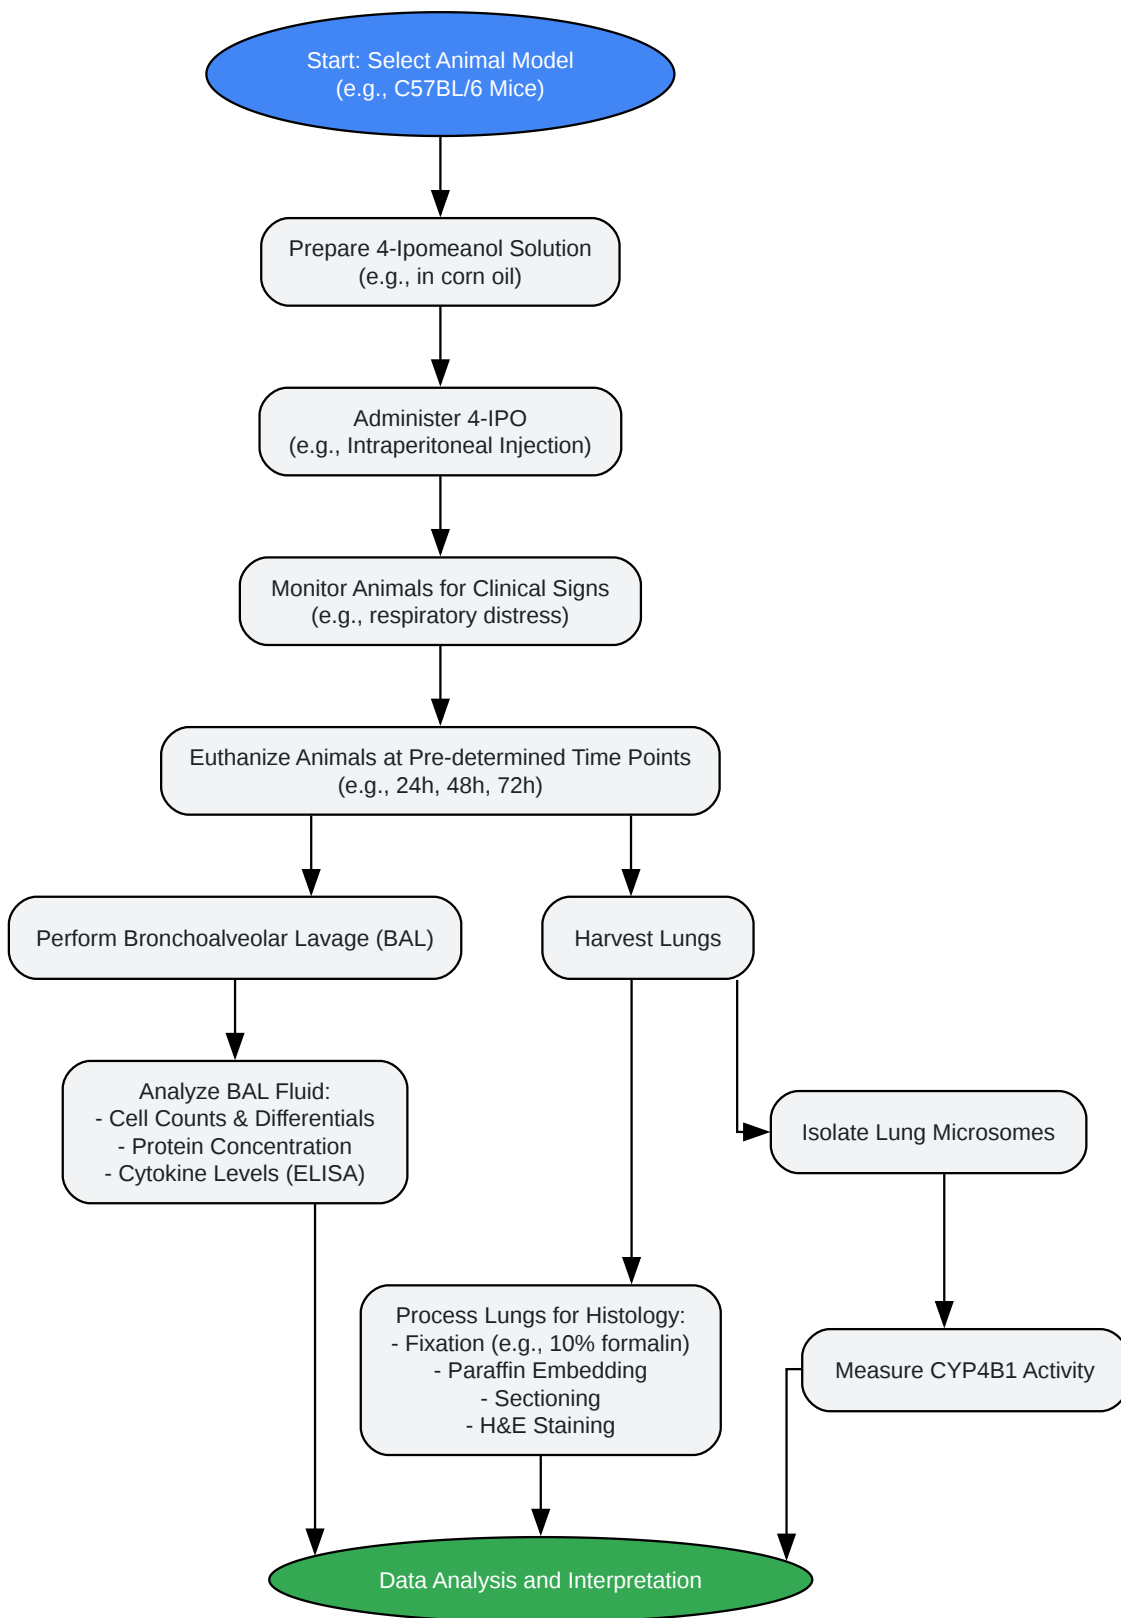 Start: Select Animal Model
(e.g., C57BL/6 Mice)
Prepare 4-Ipomeanol Solution
(e.g., in corn oil)
Administer 4-IPO
(e.g., Intraperitoneal Injection)
Monitor Animals for Clinical Signs
(e.g., respiratory distress)
Euthanize Animals at Pre-determined Time Points
(e.g., 24h, 48h, 72h)
Perform Bronchoalveolar Lavage (BAL)
Harvest Lungs
Analyze BAL Fluid:
- Cell Counts & Differentials
- Protein Concentration
- Cytokine Levels (ELISA)
Isolate Lung Microsomes
Process Lungs for Histology:
- Fixation (e.g., 10% formalin)
- Paraffin Embedding
- Sectioning
- H&E Staining
Measure CYP4B1 Activity
Data Analysis and Interpretation